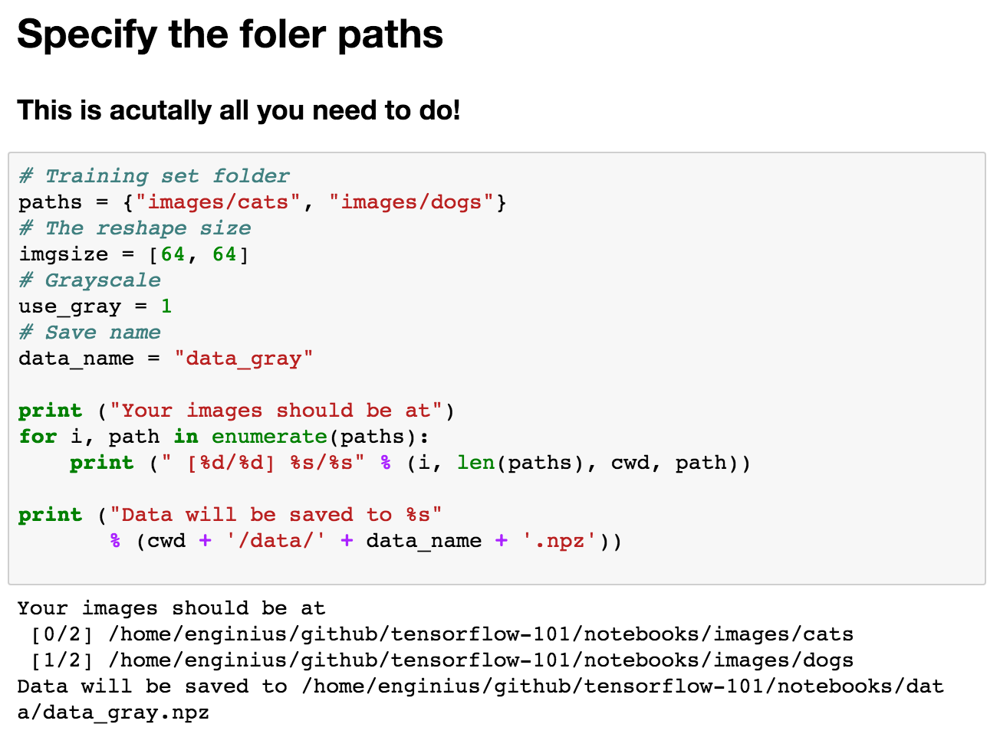 Specify the foler paths
This is acutally all you need to do!
# Training set folder
paths = {"images/cats", "images/dogs"}
# The reshape size
imgsize = [64, 64]
# Grayscale
use_gray = 1
# Save name
data_name = "data_gray"
print ("Your images should be at")
for i, path in enumerate(paths):
    print (" [%d/%d] %s/%s" % (i, len(paths), cwd, path))
print ("Data will be saved to %s"
       % (cwd + '/data/' + data_name + '.npz'))
Your images should be at
 [0/2] /home/enginius/github/tensorflow-101/notebooks/images/cats
 [1/2] /home/enginius/github/tensorflow-101/notebooks/images/dogs
Data will be saved to /home/enginius/github/tensorflow-101/notebooks/dat
a/data_gray.npz